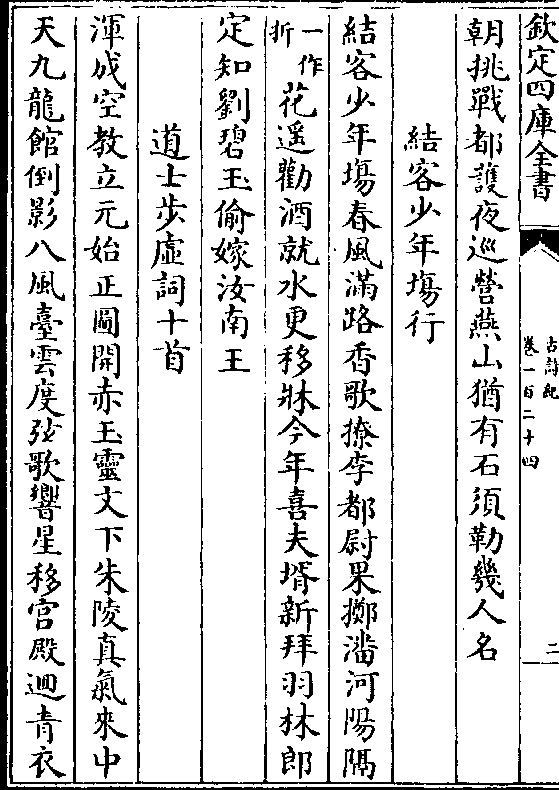 欽定四庫全書
古詩紀
卷一百二十四
二
朝挑戰都護夜巡營燕山猶有石須勒幾人名
結客少年塲行
結客少年塲春風滿路香歌撩李都尉果擲潘河陽隔
一作折花遥勸酒就水更移牀今年喜夫壻新拜羽林郎
定知劉碧玉偷嫁汝南王
道士步虛詞十首
渾成空教立元始正圖開赤玉靈文下朱陵真氣來中
天九龍館倒影八風臺雲度弦歌響星移宫殿迴青衣